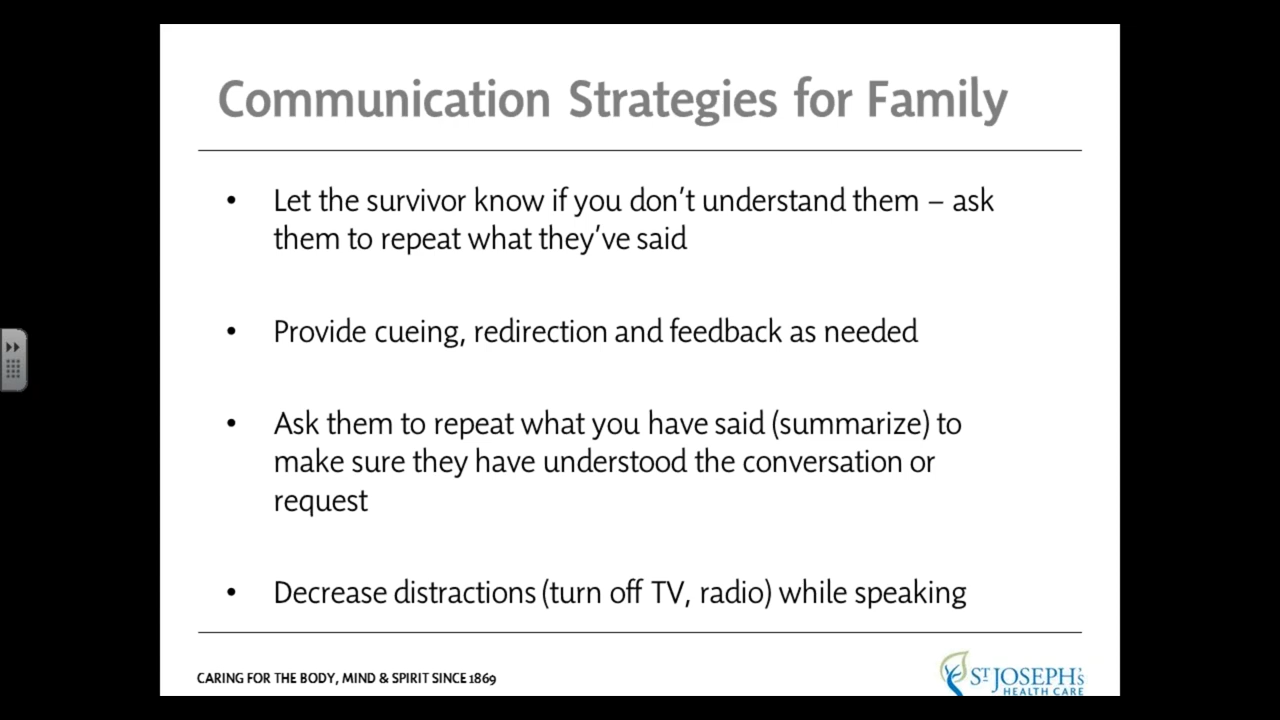 Communication Strategies for Family
• Let the survivor know if you don't understand them – ask
them to repeat what they've said
• Provide cueing, redirection and feedback as needed
• Ask them to repeat what you have said (summarize) to
make sure they have understood the conversation or
request
• Decrease distractions (turn off TV, radio) while speaking
CARING FOR THE BODY, MIND & SPIRIT SINCE 1869
ST JOSEPH'S
HEALTH CARE